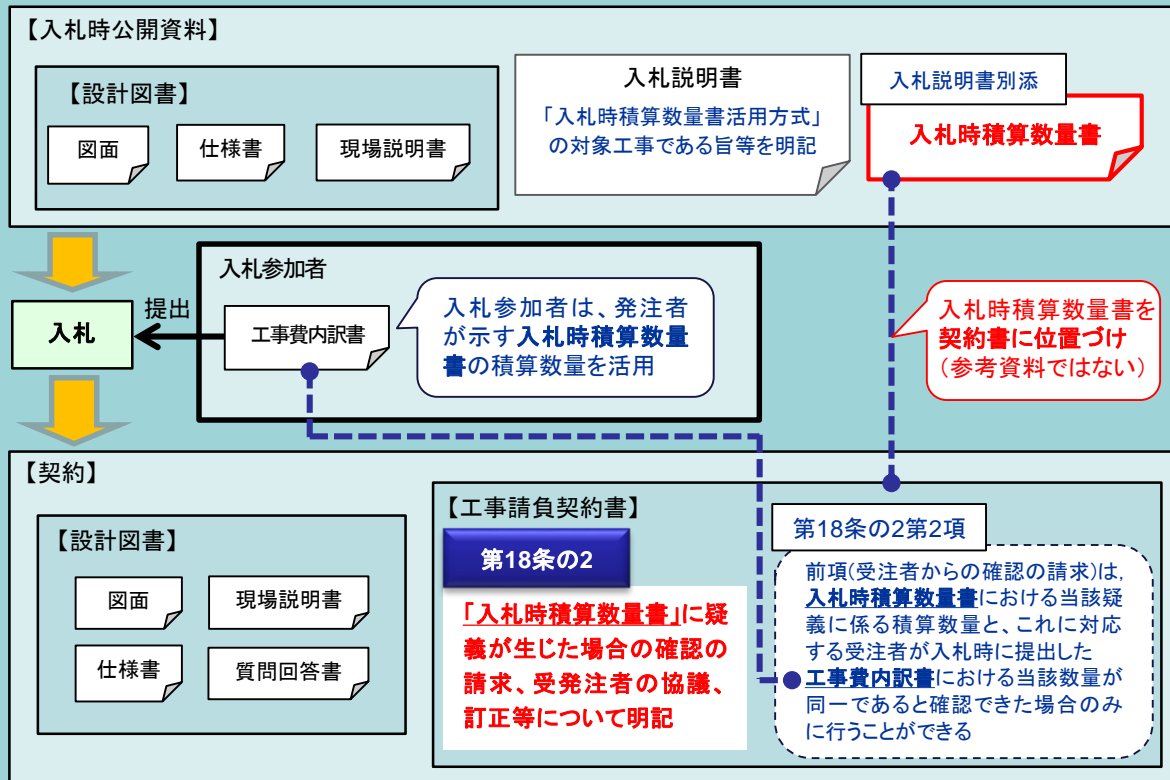 【入札時公開資料】
【設計図書】
図面
仕様書
現場説明書
入札説明書
「入札時積算数量書活用方式」
の対象工事である旨等を明記
入札説明書別添
入札時積算数量書
入札
提出
入札参加者
工事費内訳書
入札参加者は、発注者
が示す入札時積算数量
書の積算数量を活用
入札時積算数量書を
契約書に位置づけ
(参考資料ではない)
【契約】
【設計図書】
図面
現場説明書
仕様書
質問回答書
【工事請負契約書】
第18条の2
「入札時積算数量書」に疑
義が生じた場合の確認の
請求、受発注者の協議、
訂正等について明記
第18条の2第2項
前項(受注者からの確認の請求)は,
入札時積算数量書における当該疑
義に係る積算数量と、これに対応
する受注者が入札時に提出した
工事費内訳書における当該数量が
同一であると確認できた場合のみ
に行うことができる